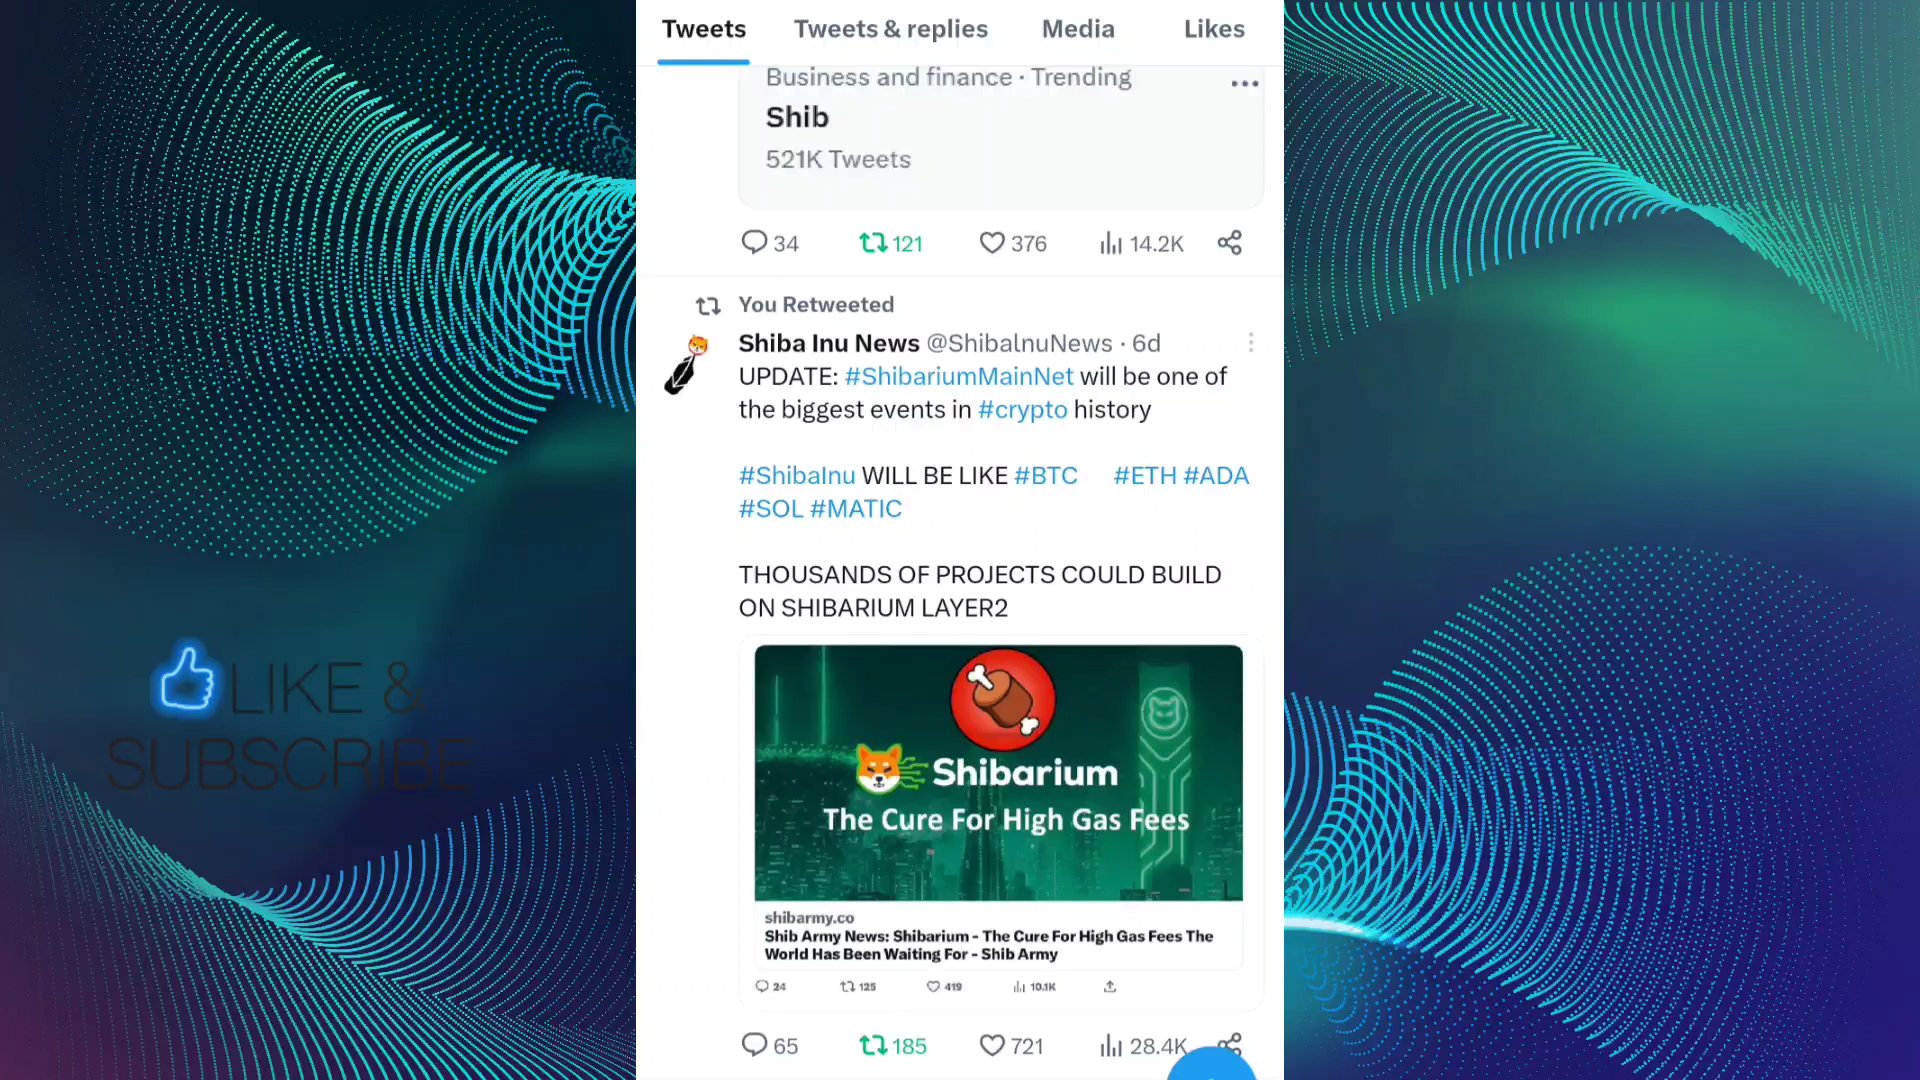 Tweets Tweets & replies Media Likes
Business and finance · Trending
Shib
521K Tweets
34 121 376 14.2K
You Retweeted
Shiba Inu News @ShibaInuNews · 6d
UPDATE: #ShibariumMainNet will be one of
the biggest events in #crypto history
#ShibaInu WILL BE LIKE #BTC #ETH #ADA
#SOL #MATIC
THOUSANDS OF PROJECTS COULD BUILD
ON SHIBARIUM LAYER2
LIKE &
SUBSCRIBE
Shibarium
The Cure For High Gas Fees
shibarmy.co
Shib Army News: Shibarium - The Cure For High Gas Fees The
World Has Been Waiting For - Shib Army
24 125 419 10.1K
65 185 721 28.4K